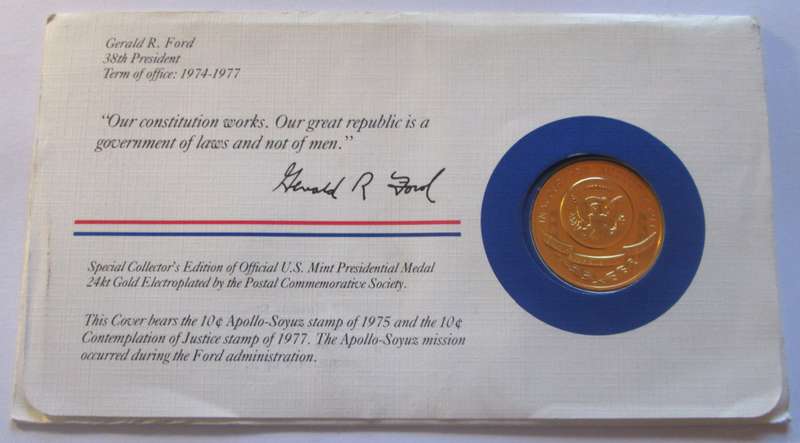 Gerald R. Ford
38th President
Term of office: 1974-1977
“Our constitution works. Our great republic is a
government of laws and not of men.”
Gerald R Ford
Special Collector's Edition of Official U.S. Mint Presidential Medal
24kt Gold Electroplated by the Postal Commemorative Society.
This Cover bears the 10¢ Apollo-Soyuz stamp of 1975 and the 10¢
Contemplation of Justice stamp of 1977. The Apollo-Soyuz mission
occurred during the Ford administration.